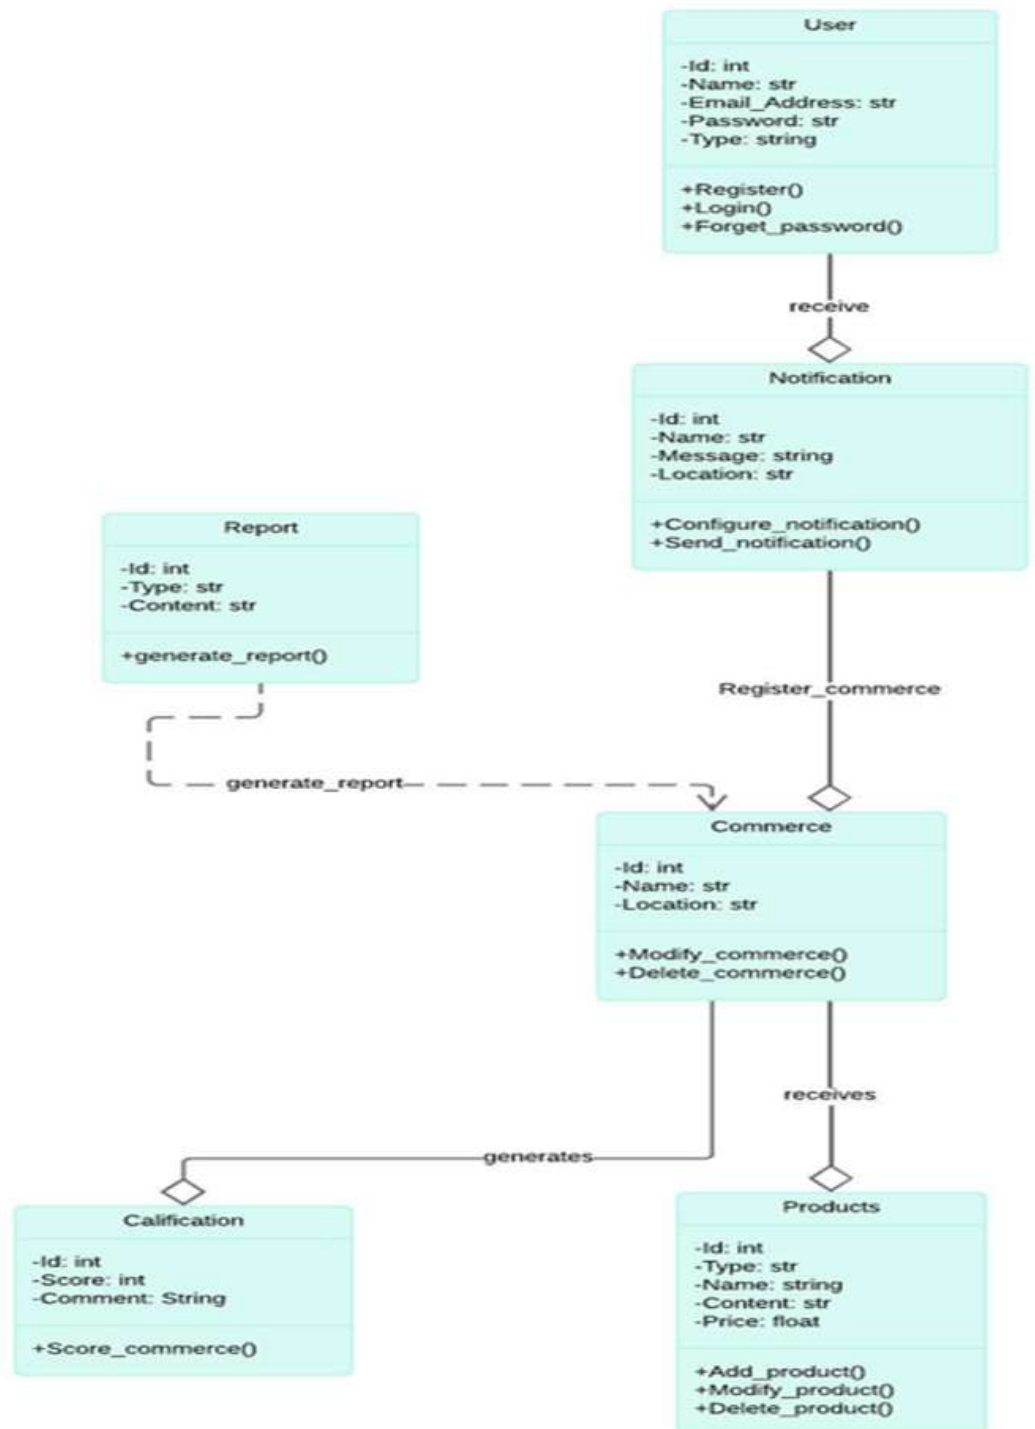 User
-Id: int
-Name: str
-Email_Address: str
-Password: str
-Type: string
+Register()
+Login()
+Forget_password()
receive
Notification
-Id: int
-Name: str
-Message: string
-Location: str
+Configure_notification()
+Send_notification()
Report
-Id: int
-Type: str
-Content: str
+generate_report()
Register_commerce
generate_report
Commerce
-Id: int
-Name: str
-Location: str
+Modify_commerce()
+Delete_commerce()
receives
generates
Calification
-Id: int
-Score: int
-Comment: String
+Score_commerce()
Products
-Id: int
-Type: str
-Name: string
-Content: str
-Price: float
+Add_product()
+Modify_product()
+Delete_product()